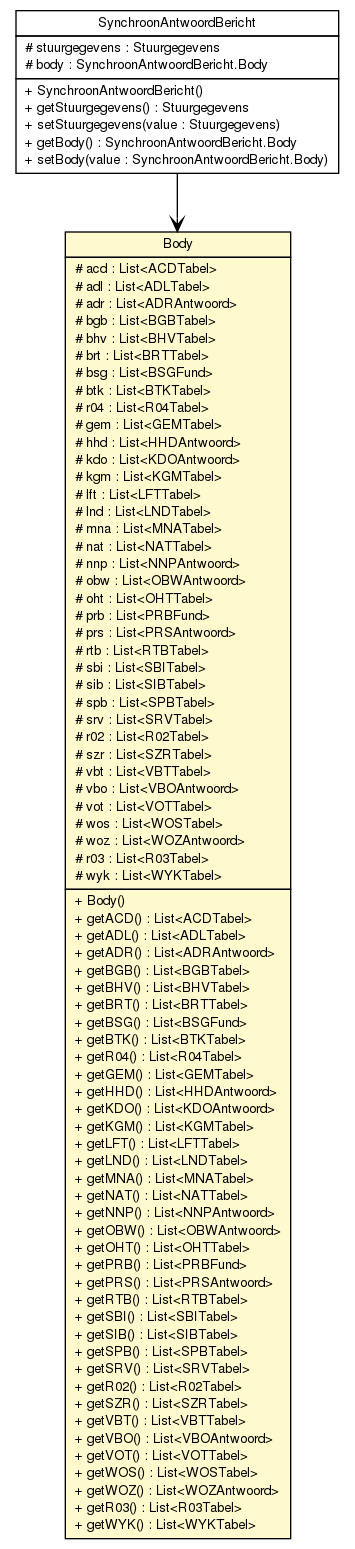 SynchroonAntwoordBericht
# stuurgegevens : Stuurgegevens
# body : SynchroonAntwoordBericht.Body
+ SynchroonAntwoordBericht()
+ getStuurgegevens() : Stuurgegevens
+ setStuurgegevens(value : Stuurgegevens)
+ getBody() : SynchroonAntwoordBericht.Body
+ setBody(value : SynchroonAntwoordBericht.Body)
Body
# acd : List<ACDTabel>
# adl : List<ADLTabel>
# adr : List<ADRAntwoord>
# bgb : List<BGBTabel>
# bhv : List<BHVTabel>
# brt : List<BRTTabel>
# bsg : List<BSGFund>
# btk : List<BTKTabel>
# r04 : List<R04Tabel>
# gem : List<GEMTabel>
# hhd : List<HHDAntwoord>
# kdo : List<KDOAntwoord>
# kgm : List<KGMTabel>
# lft : List<LFTTabel>
# lnd : List<LNDTabel>
# mna : List<MNATabel>
# nat : List<NATTabel>
# nnp : List<NNPAntwoord>
# obw : List<OBWAntwoord>
# oht : List<OHTTabel>
# prb : List<PRBFund>
# prs : List<PRSAntwoord>
# rtb : List<RTBTabel>
# sbi : List<SBITabel>
# sib : List<SIBTabel>
# spb : List<SPBTabel>
# srv : List<SRVTabel>
# r02 : List<R02Tabel>
# szr : List<SZRTabel>
# vbt : List<VBTTabel>
# vbo : List<VBOAntwoord>
# vot : List<VOTTabel>
# wos : List<WOSTabel>
# woz : List<WOZAntwoord>
# r03 : List<R03Tabel>
# wyk : List<WYKTabel>
+ Body()
+ getACD() : List<ACDTabel>
+ getADL() : List<ADLTabel>
+ getADR() : List<ADRAntwoord>
+ getBGB() : List<BGBTabel>
+ getBHV() : List<BHVTabel>
+ getBRT() : List<BRTTabel>
+ getBSG() : List<BSGFund>
+ getBTK() : List<BTKTabel>
+ getR04() : List<R04Tabel>
+ getGEM() : List<GEMTabel>
+ getHHD() : List<HHDAntwoord>
+ getKDO() : List<KDOAntwoord>
+ getKGM() : List<KGMTabel>
+ getLFT() : List<LFTTabel>
+ getLND() : List<LNDTabel>
+ getMNA() : List<MNATabel>
+ getNAT() : List<NATTabel>
+ getNNP() : List<NNPAntwoord>
+ getOBW() : List<OBWAntwoord>
+ getOHT() : List<OHTTabel>
+ getPRB() : List<PRBFund>
+ getPRS() : List<PRSAntwoord>
+ getRTB() : List<RTBTabel>
+ getSBI() : List<SBITabel>
+ getSIB() : List<SIBTabel>
+ getSPB() : List<SPBTabel>
+ getSRV() : List<SRVTabel>
+ getR02() : List<R02Tabel>
+ getSZR() : List<SZRTabel>
+ getVBT() : List<VBTTabel>
+ getVBO() : List<VBOAntwoord>
+ getVOT() : List<VOTTabel>
+ getWOS() : List<WOSTabel>
+ getWOZ() : List<WOZAntwoord>
+ getR03() : List<R03Tabel>
+ getWYK() : List<WYKTabel>